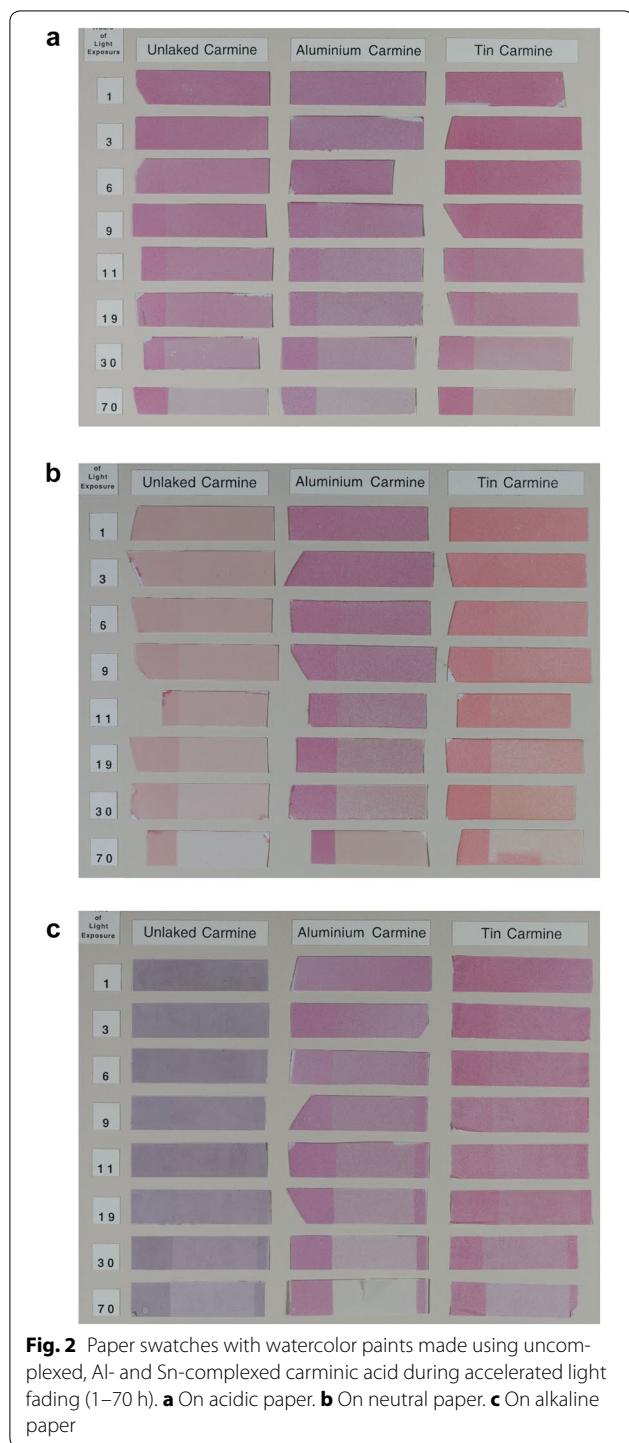 a
of Light
Exposure
Unlaked Carmine
Aluminium Carmine
Tin Carmine
1
3
6
9
11
19
30
70
b
of
Light
Exposure
Unlaked Carmine
Aluminium Carmine
Tin Carmine
1
3
6
9
11
19
30
70
c
of
Light
Exposure
Unlaked Carmine
Aluminium Carmine
Tin Carmine
1
3
6
9
11
19
30
70
Fig. 2 Paper swatches with watercolor paints made using uncom-
plexed, Al- and Sn-complexed carminic acid during accelerated light
fading (1–70 h). a On acidic paper. b On neutral paper. c On alkaline
paper